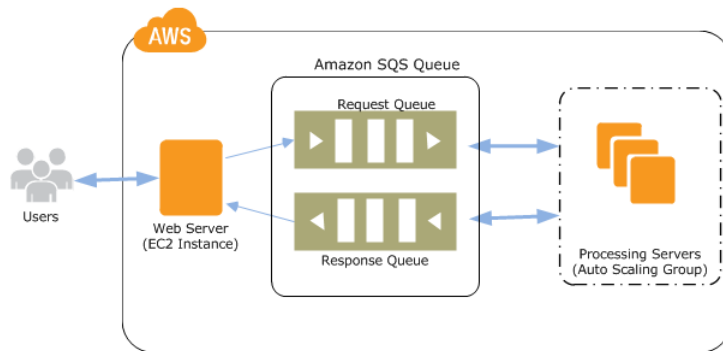 AWS
Amazon SQS Queue
Request Queue
Users
Web Server
(EC2 Instance)
Response Queue
Processing Servers
(Auto Scaling Group)